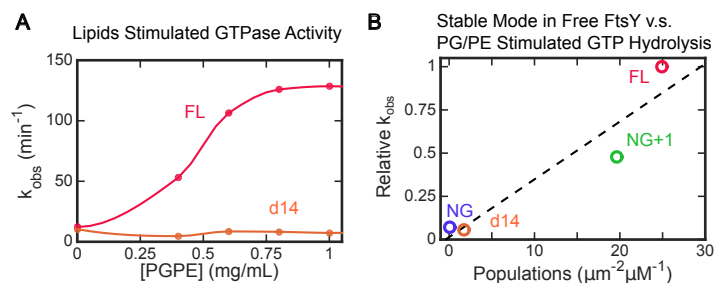 A
Lipids Stimulated GTPase Activity
150
100
50
0
k_obs (min⁻¹)
FL
d14
0
0.25
0.5
0.75
1
[PGPE] (mg/mL)
B
Stable Mode in Free FtsY v.s.
PG/PE Stimulated GTP Hydrolysis
1
0.75
0.5
0.25
0
Relative k_obs
FL
NG+1
NG
d14
0
10
20
30
Populations (μm⁻²μM⁻¹)